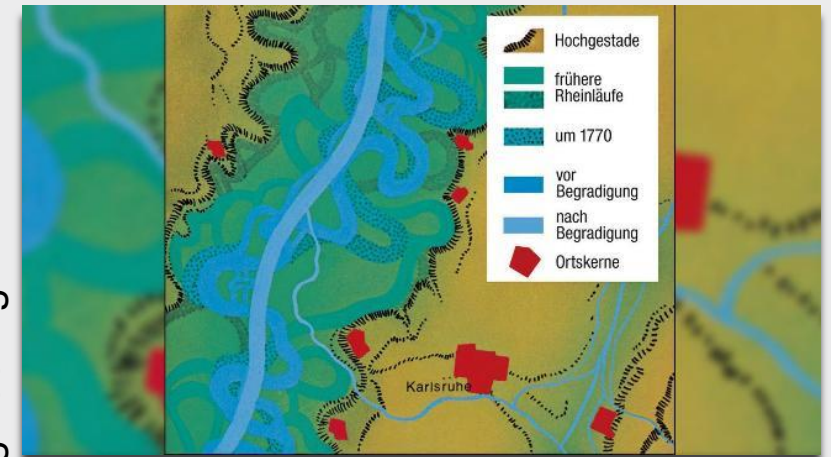 Hochgestade
frühere
Rheinläufe
um 1770
vor
Begradigung
nach
Begradigung
Ortskerne
Karlsruhe